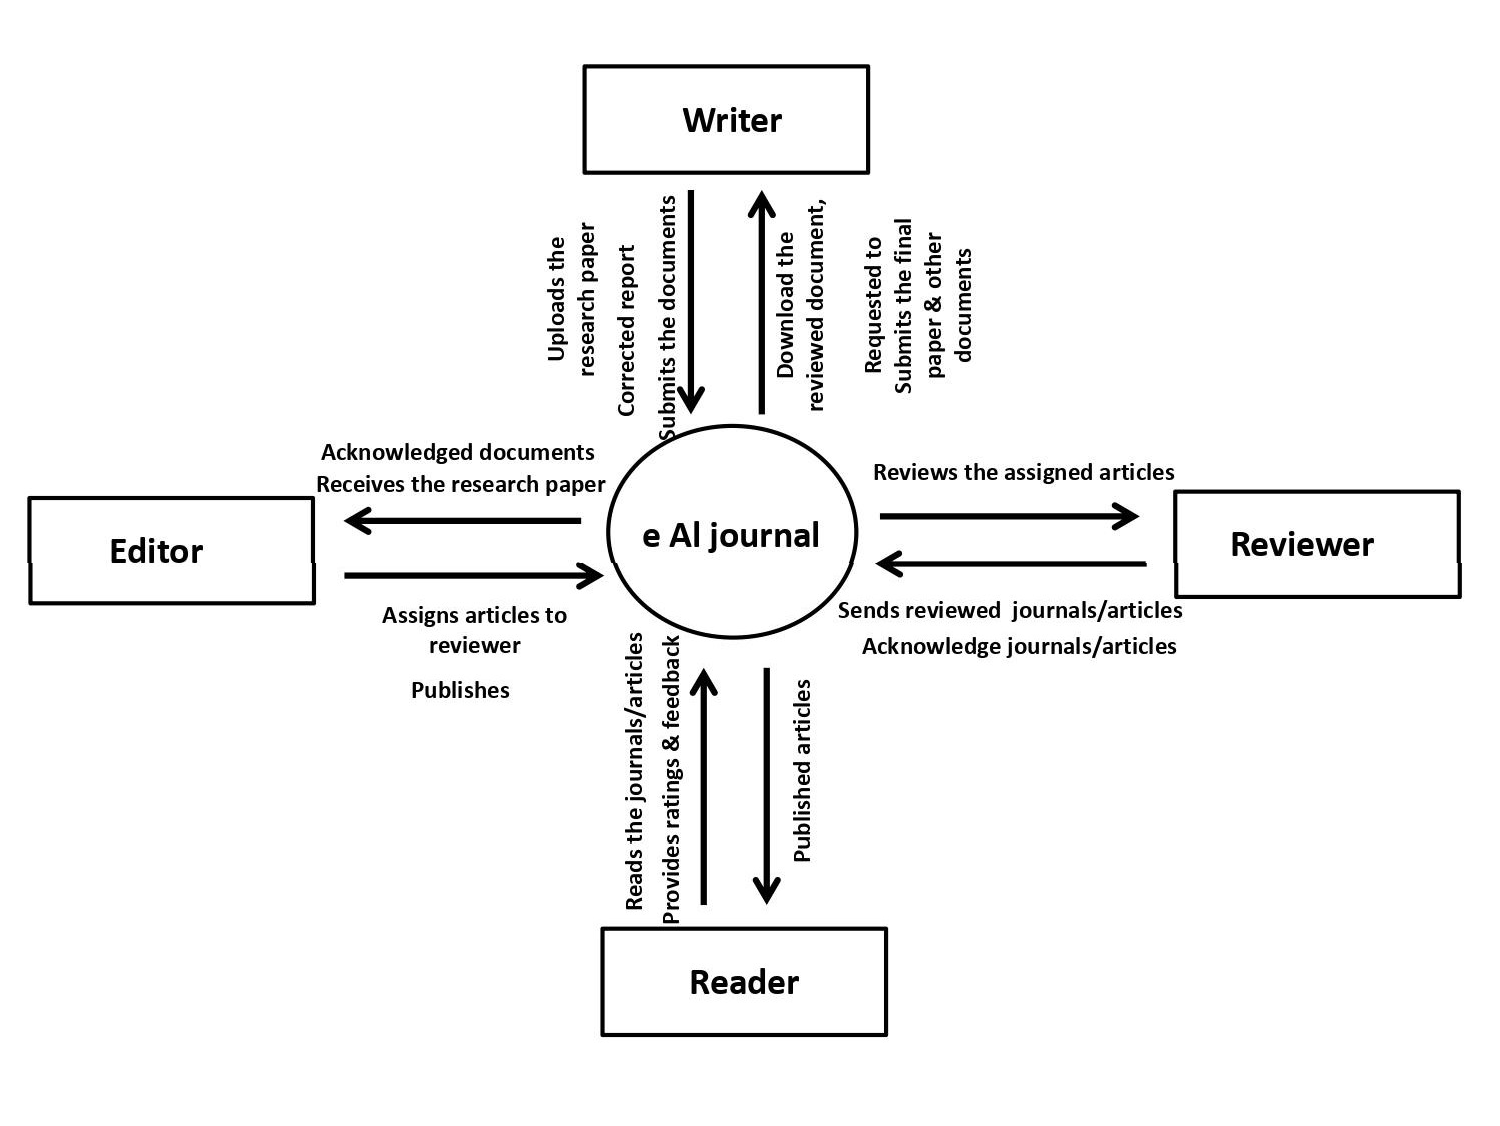 Writer
Uploads the
research paper
Corrected report
Submits the documents
Download the
reviewed document,
Requested to
Submits the final
paper & other
documents
Acknowledged documents
Receives the research paper
Editor
Assigns articles to
reviewer
Publishes
e Al journal
Reviews the assigned articles
Reviewer
Sends reviewed journals/articles
Acknowledge journals/articles
Reads the journals/articles
Provides ratings & feedback
Published articles
Reader